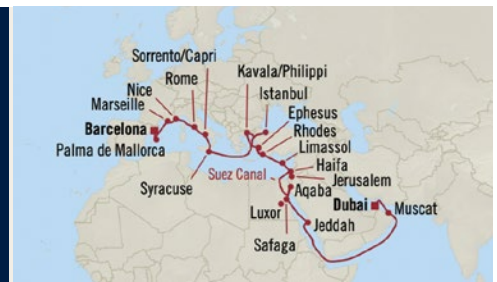 Sorrento/Capri
Kavala/Philippi
Rome
Istanbul
Nice
Ephesus
Marseille
Rhodes
Barcelona
Limassol
Palma de Mallorca
Haifa
Syracuse
Suez Canal
Jerusalem
Aqaba
Dubai
Muscat
Luxor
Jeddah
Safaga